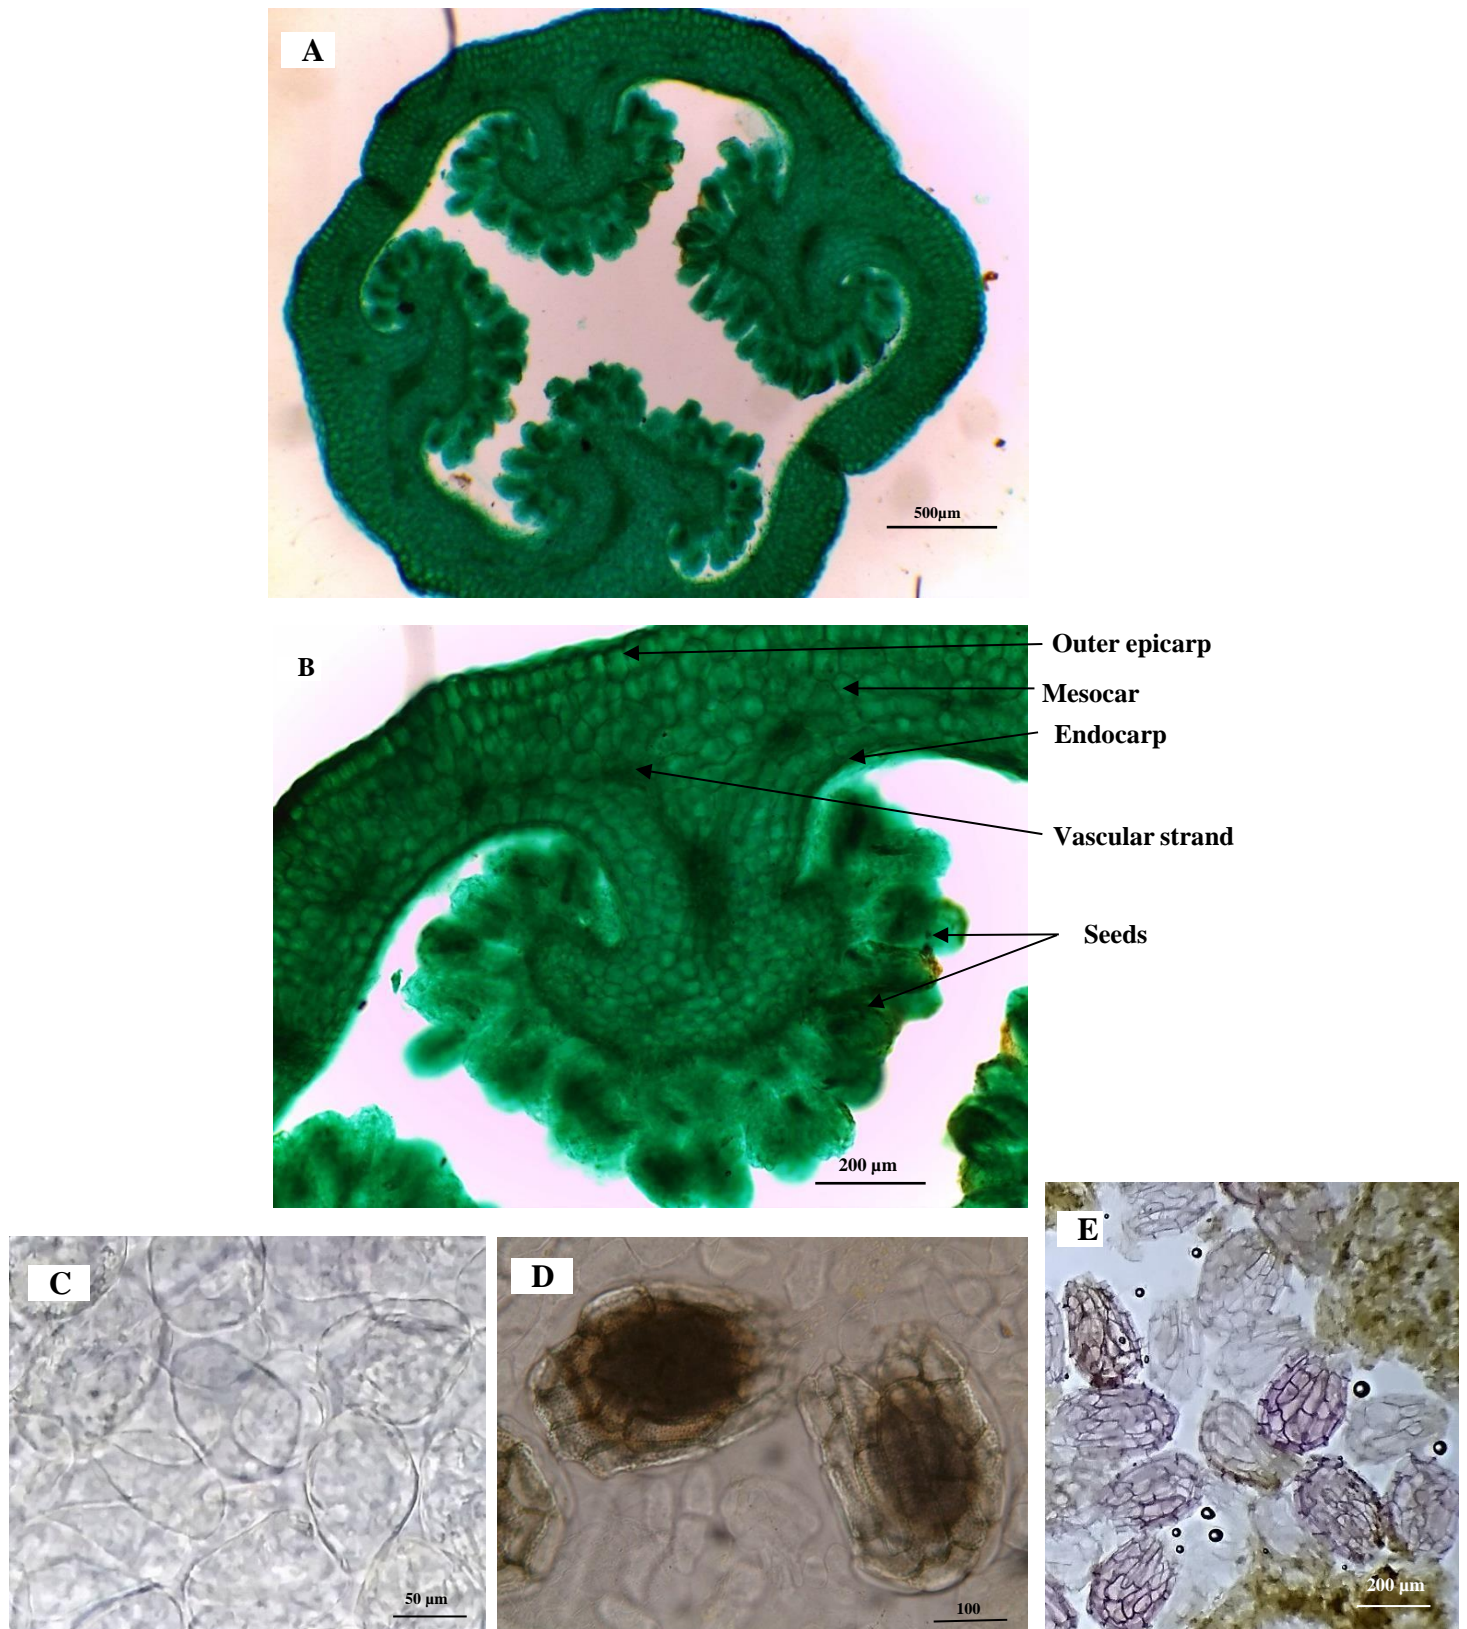 A
500µm
B
Outer epicarp
Mesocar
Endocarp
Vascular strand
Seeds
200 µm
C
50 µm
D
100
E
200 µm